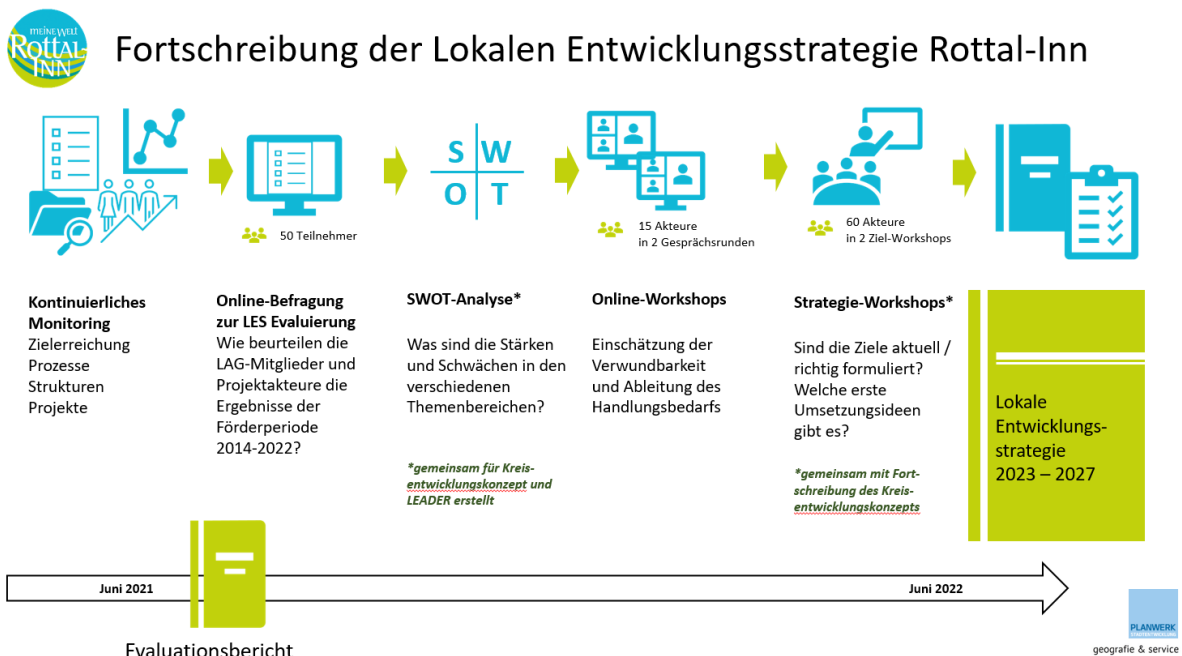 MEINE WELT
ROTTAL
INN
Fortschreibung der Lokalen Entwicklungsstrategie Rottal-Inn
50 Teilnehmer
S W
O T
15 Akteure
in 2 Gesprächsrunden
60 Akteure
in 2 Ziel-Workshops
Kontinuierliches
Monitoring
Zielerreichung
Prozesse
Strukturen
Projekte
Online-Befragung
zur LES Evaluierung
Wie beurteilen die
LAG-Mitglieder und
Projektakteure die
Ergebnisse der
Förderperiode
2014-2022?
SWOT-Analyse*
Was sind die Stärken
und Schwächen in den
verschiedenen
Themenbereichen?
*gemeinsam für Kreis-
entwicklungskonzept und
LEADER erstellt
Online-Workshops
Einschätzung der
Verwundbarkeit
und Ableitung des
Handlungsbedarfs
Strategie-Workshops*
Sind die Ziele aktuell /
richtig formuliert?
Welche erste
Umsetzungsideen
gibt es?
*gemeinsam mit Fort-
schreibung des Kreis-
entwicklungskonzepts
Lokale
Entwicklungs-
strategie
2023 – 2027
Juni 2021
Juni 2022
Evaluationsbericht
PLANWERK
STADTENTWICKLUNG
geografie & service